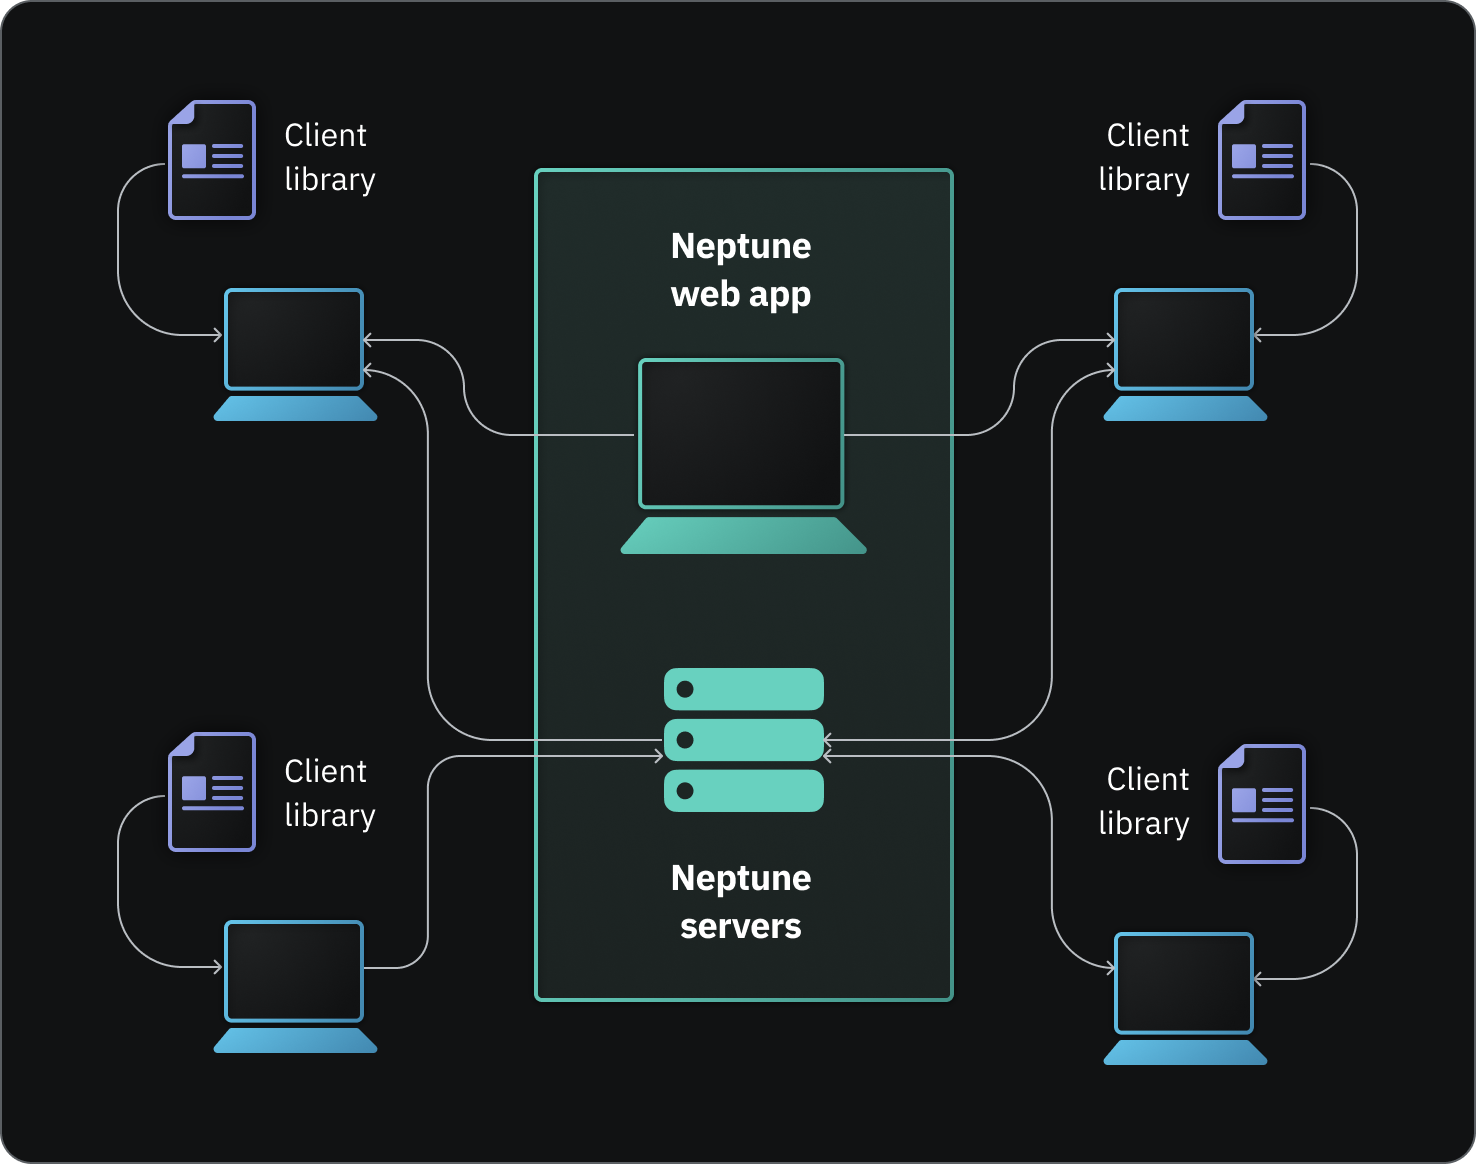 Client
library
Client
library
Neptune
web app
Client
library
Client
library
Neptune
servers